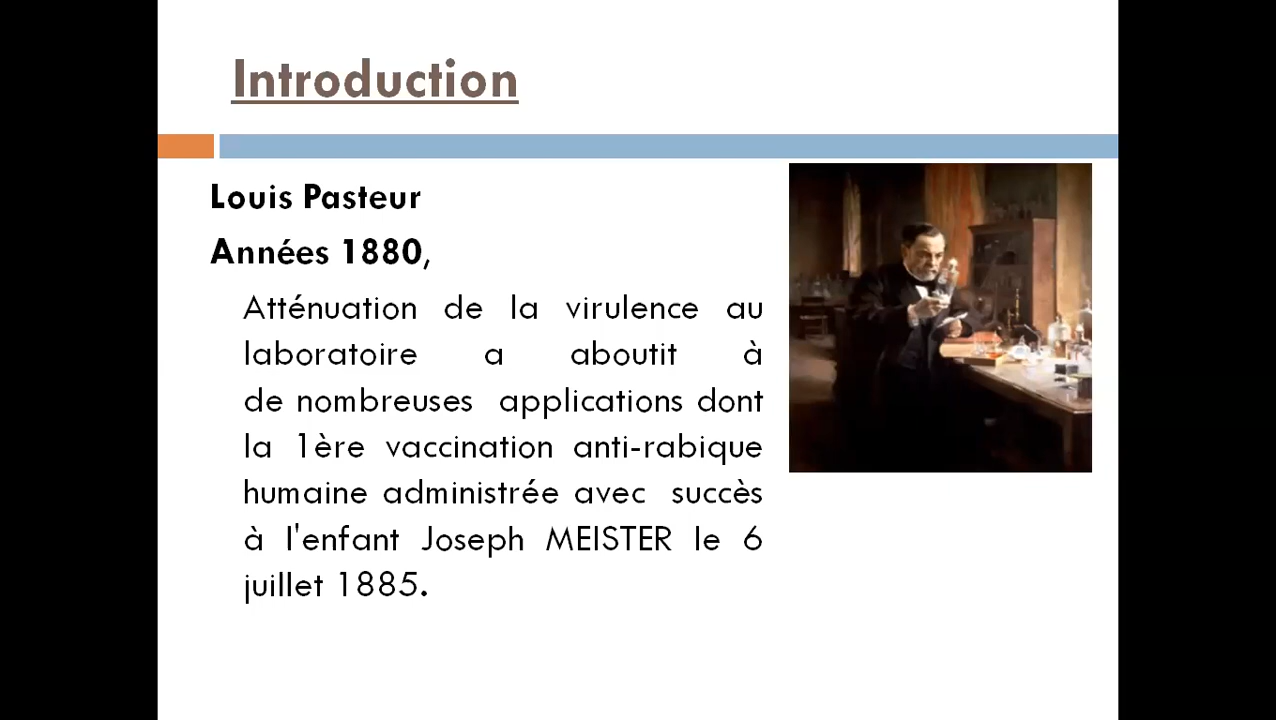 Introduction
Louis Pasteur
Années 1880,
Atténuation de la virulence au
laboratoire a aboutit à
de nombreuses applications dont
la 1ère vaccination anti-rabique
humaine administrée avec succès
à l'enfant Joseph MEISTER le 6
juillet 1885.